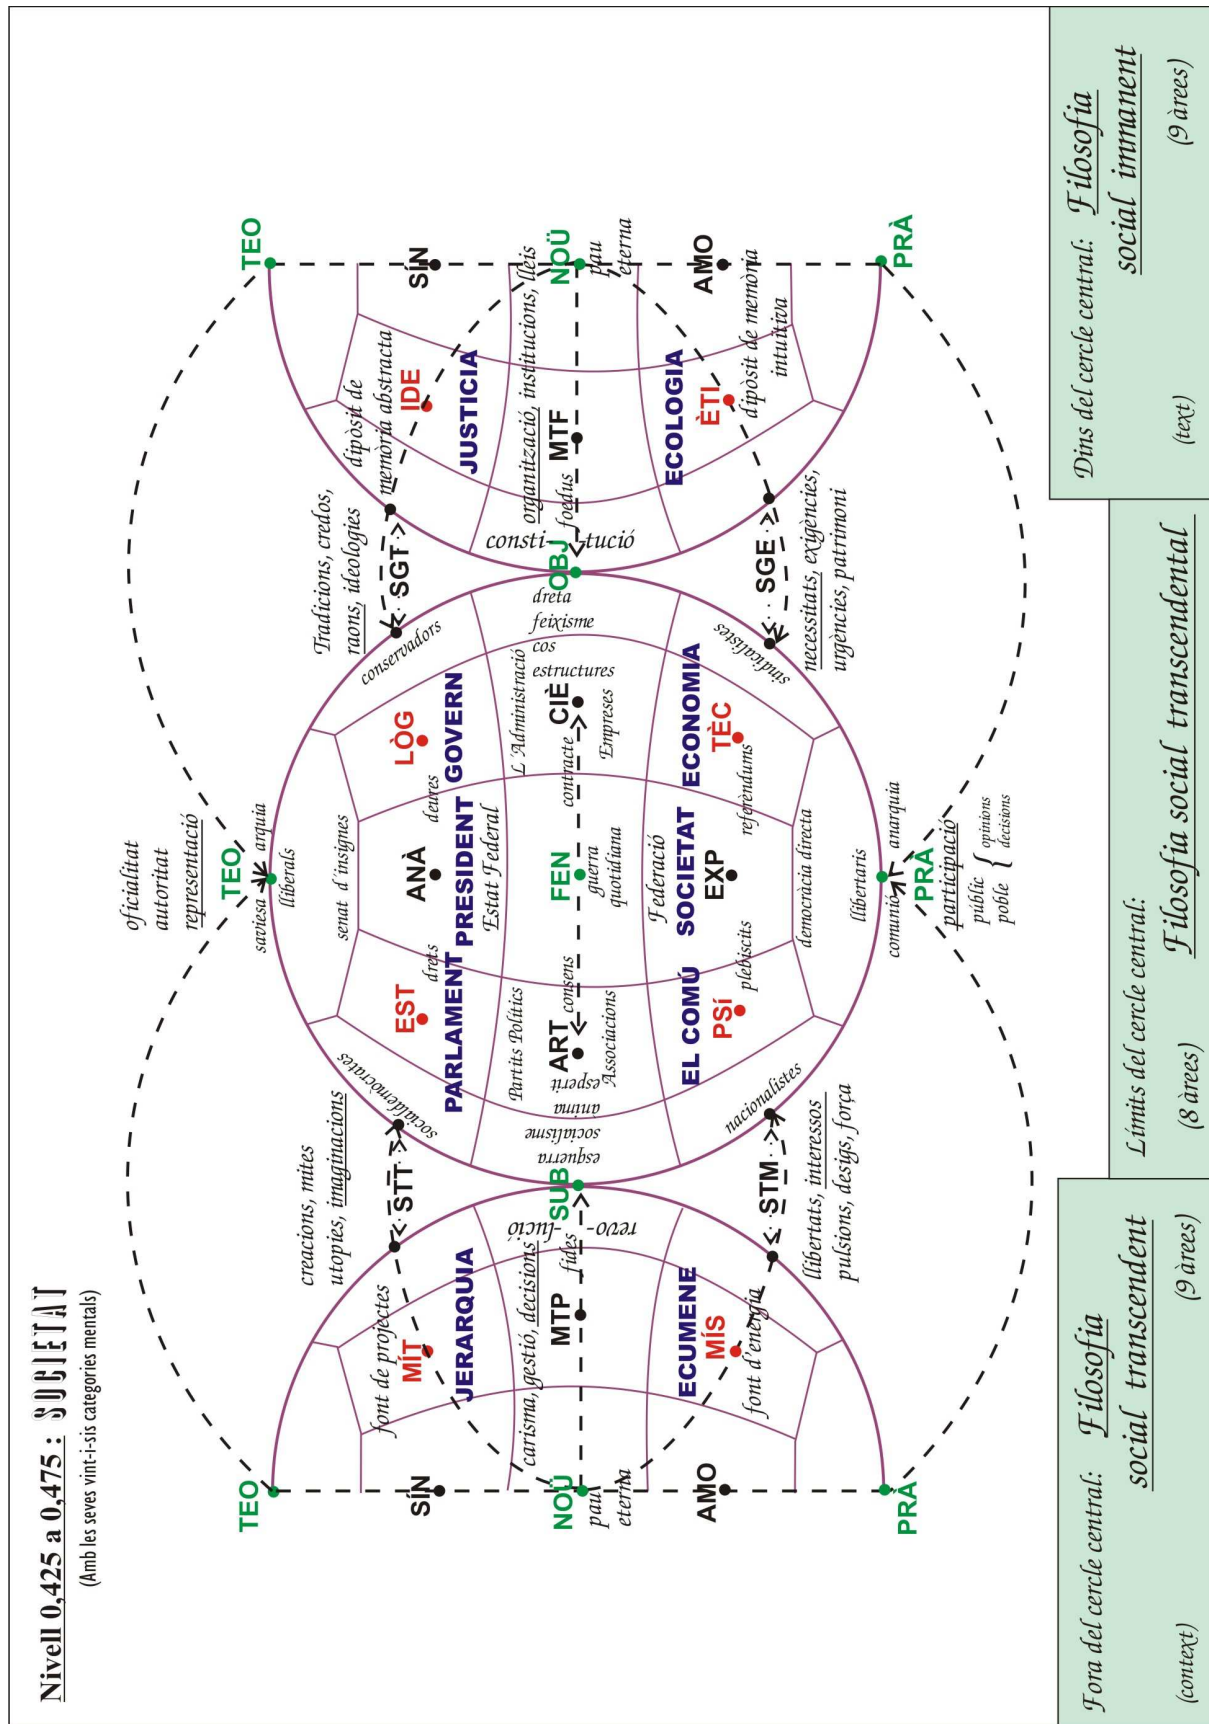 Nivell 0,425 a 0,475 : SOCIETAT
(Amb les seves vint-i-sis categories mentals)
oficialitat
autoritat
representació
TEO
TEO
TEO
saviesa
arquia
lliberals
senat d'insignes
creacions, mites
utopies, imaginacions
Tradicions, credos,
raons, ideologies
dipòsit de
memòria abstracta
font de projectes
STT
SGT
socialdemòcrates
conservadors
SÍN
MÍT
EST
ANÀ
LÒG
IDE
SÍN
drets
deures
JERARQUIA
PARLAMENT
PRESIDENT
GOVERN
JUSTICIA
Estat Federal
Partits Polítics
L'Administració
carisma, gestió, decisions
organització, institucions, lleis
revo-
-lució
consti-
-tució
NOÜ
MTP
fides
SUB
ART
consens
FEN
contracte
CIÈ
OBJ
foedus
MTF
NOÜ
pau
eterna
esquerra
socialisme
ànima
esperit
guerra
quotidiana
dreta
feixisme
cos
estructures
pau
eterna
Associacions
Empreses
Federació
ECUMENE
EL COMÚ
SOCIETAT
ECONOMIA
ECOLOGIA
AMO
MÍS
PSÍ
EXP
TÈC
ÈTI
AMO
plebiscits
referèndums
font d'energia
dipòsit de memòria
intuitiva
nacionalistes
sindicalistes
STM
SGE
democràcia directa
llibertats, interessos
pulsions, desigs, força
necessitats, exigències,
urgències, patrimoni
llibertaris
comunió
anarquia
PRÀ
PRÀ
PRÀ
participació
públic
poble
{ opinions
decisions
Fora del cercle central: Filosofia
social transcendent
(context)
(9 àrees)
Límits del cercle central:
(8 àrees)
Filosofia social transcendental
Dins del cercle central: Filosofia
social immanent
(text)
(9 àrees)